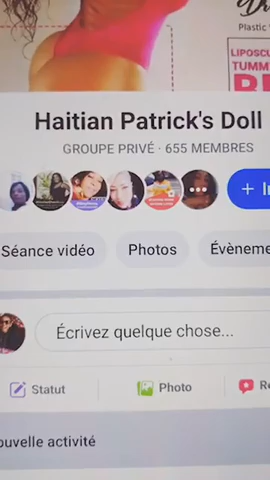 Plastic
LIPOSCU
TUMMY
Haitian Patrick's Doll
GROUPE PRIVÉ · 655 MEMBRES
Séance vidéo
Photos
Évèneme
Écrivez quelque chose...
Statut
Photo
ouvelle activité